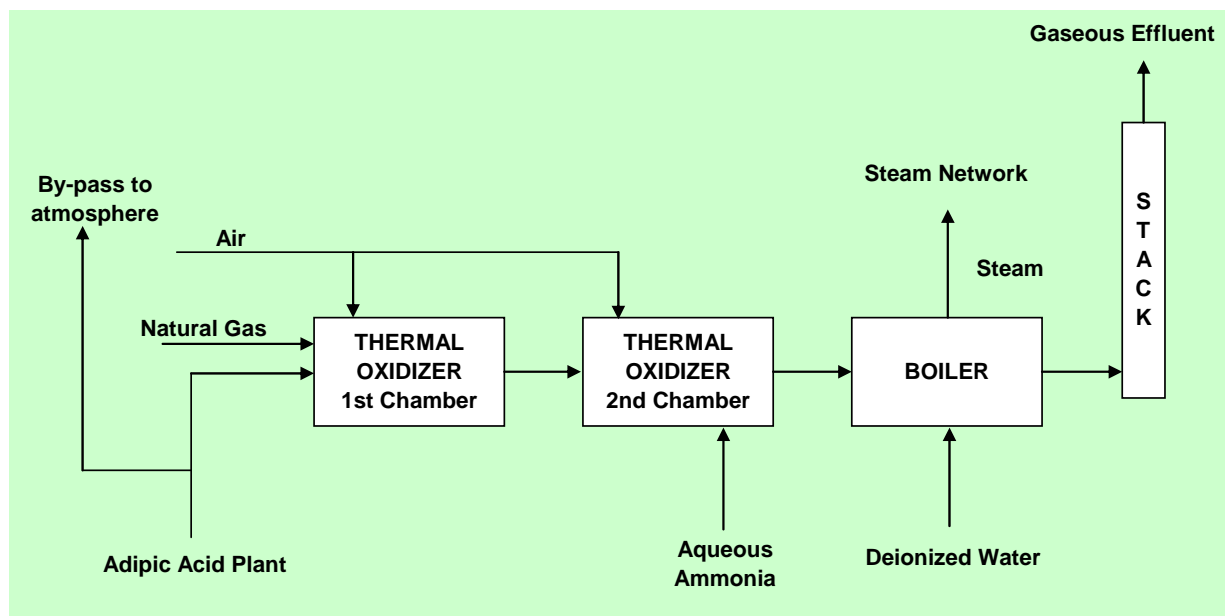 Gaseous Effluent
By-pass to
atmosphere
Steam Network
S
T
A
C
K
Air
Steam
Natural Gas
THERMAL
OXIDIZER
1st Chamber
THERMAL
OXIDIZER
2nd Chamber
BOILER
Adipic Acid Plant
Aqueous
Ammonia
Deionized Water